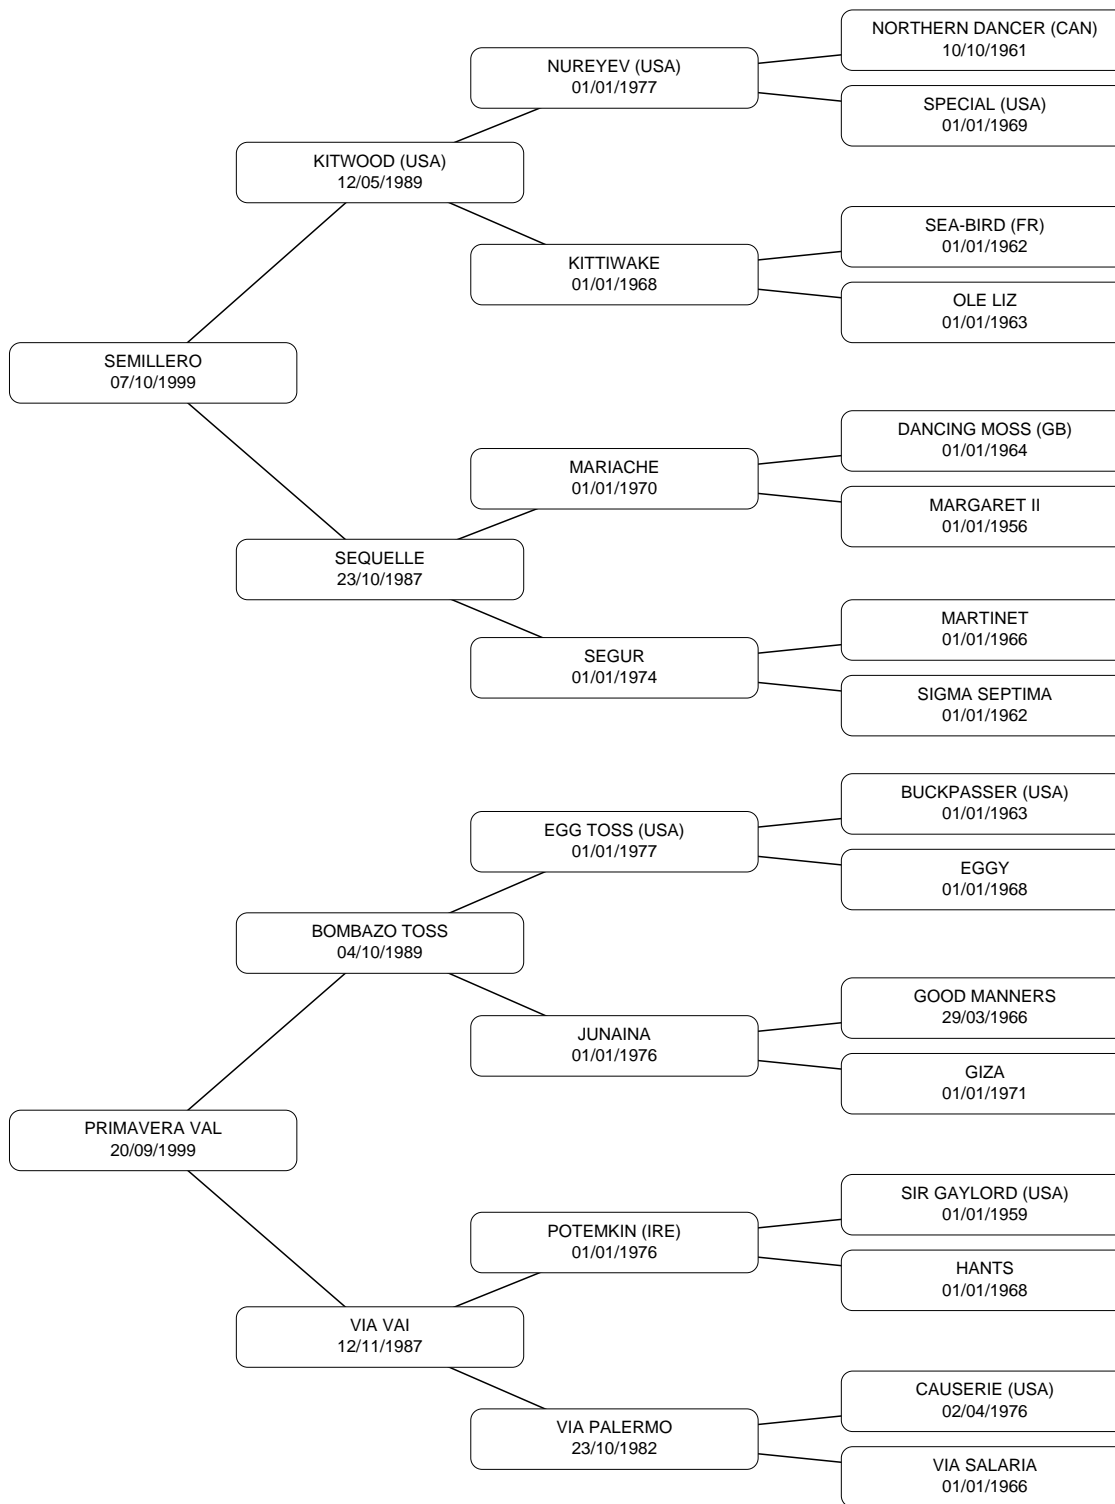 NORTHERN DANCER (CAN)
10/10/1961
NUREYEV (USA)
01/01/1977
SPECIAL (USA)
01/01/1969
KITWOOD (USA)
12/05/1989
SEA-BIRD (FR)
01/01/1962
KITTIWAKE
01/01/1968
OLE LIZ
01/01/1963
SEMILLERO
07/10/1999
DANCING MOSS (GB)
01/01/1964
MARIACHE
01/01/1970
MARGARET II
01/01/1956
SEQUELLE
23/10/1987
MARTINET
01/01/1966
SEGUR
01/01/1974
SIGMA SEPTIMA
01/01/1962
BUCKPASSER (USA)
01/01/1963
EGG TOSS (USA)
01/01/1977
EGGY
01/01/1968
BOMBAZO TOSS
04/10/1989
GOOD MANNERS
29/03/1966
JUNAINA
01/01/1976
GIZA
01/01/1971
PRIMAVERA VAL
20/09/1999
SIR GAYLORD (USA)
01/01/1959
POTEMKIN (IRE)
01/01/1976
HANTS
01/01/1968
VIA VAI
12/11/1987
CAUSERIE (USA)
02/04/1976
VIA PALERMO
23/10/1982
VIA SALARIA
01/01/1966